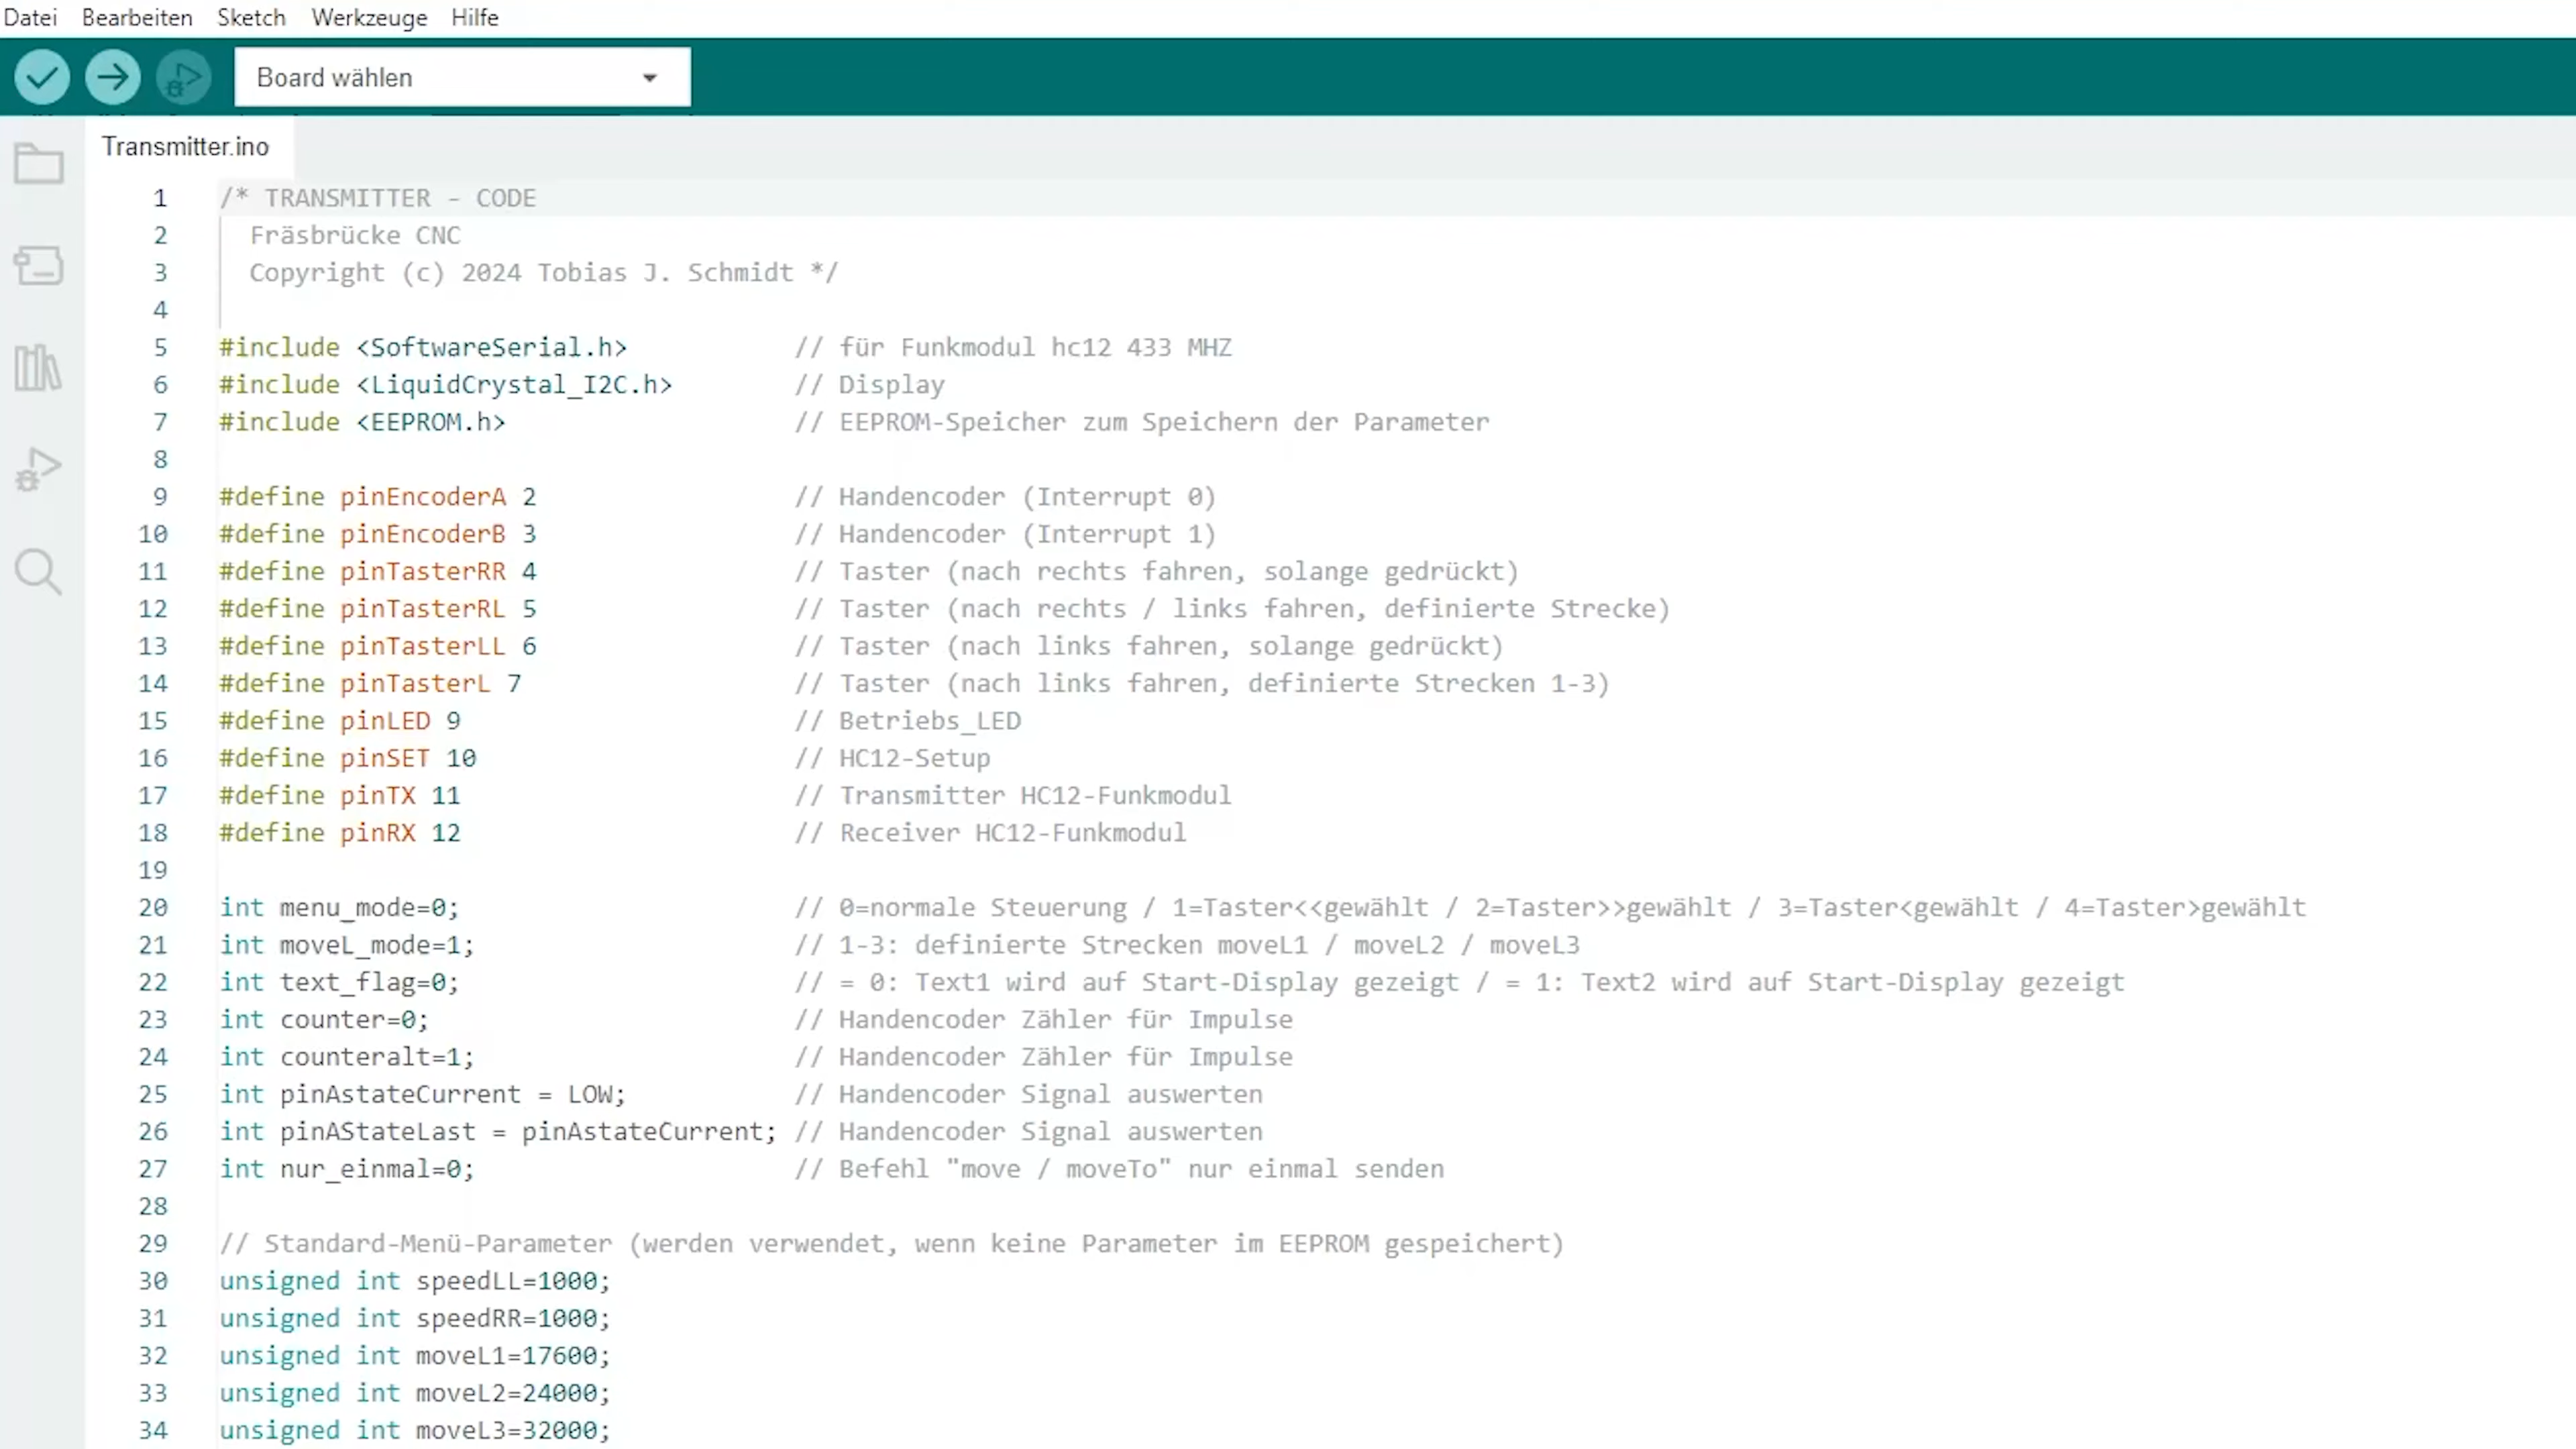 Datei Bearbeiten Sketch Werkzeuge Hilfe
Board wählen
Transmitter.ino
1 /* TRANSMITTER - CODE
2 Fräsbrücke CNC
3 Copyright (c) 2024 Tobias J. Schmidt */
4
5 #include <SoftwareSerial.h> // für Funkmodul hc12 433 MHZ
6 #include <LiquidCrystal_I2C.h> // Display
7 #include <EEPROM.h> // EEPROM-Speicher zum Speichern der Parameter
8
9 #define pinEncoderA 2 // Handencoder (Interrupt 0)
10 #define pinEncoderB 3 // Handencoder (Interrupt 1)
11 #define pinTasterRR 4 // Taster (nach rechts fahren, solange gedrückt)
12 #define pinTasterRL 5 // Taster (nach rechts / links fahren, definierte Strecke)
13 #define pinTasterLL 6 // Taster (nach links fahren, solange gedrückt)
14 #define pinTasterL 7 // Taster (nach links fahren, definierte Strecken 1-3)
15 #define pinLED 9 // Betriebs_LED
16 #define pinSET 10 // HC12-Setup
17 #define pinTX 11 // Transmitter HC12-Funkmodul
18 #define pinRX 12 // Receiver HC12-Funkmodul
19
20 int menu_mode=0; // 0=normale Steuerung / 1=Taster<<gewählt / 2=Taster>>gewählt / 3=Taster<gewählt / 4=Taster>gewählt
21 int moveL_mode=1; // 1-3: definierte Strecken moveL1 / moveL2 / moveL3
22 int text_flag=0; // = 0: Text1 wird auf Start-Display gezeigt / = 1: Text2 wird auf Start-Display gezeigt
23 int counter=0; // Handencoder Zähler für Impulse
24 int counteralt=1; // Handencoder Zähler für Impulse
25 int pinAstateCurrent = LOW; // Handencoder Signal auswerten
26 int pinAStateLast = pinAstateCurrent; // Handencoder Signal auswerten
27 int nur_einmal=0; // Befehl "move / moveTo" nur einmal senden
28
29 // Standard-Menü-Parameter (werden verwendet, wenn keine Parameter im EEPROM gespeichert)
30 unsigned int speedLL=1000;
31 unsigned int speedRR=1000;
32 unsigned int moveL1=17600;
33 unsigned int moveL2=24000;
34 unsigned int moveL3=32000;